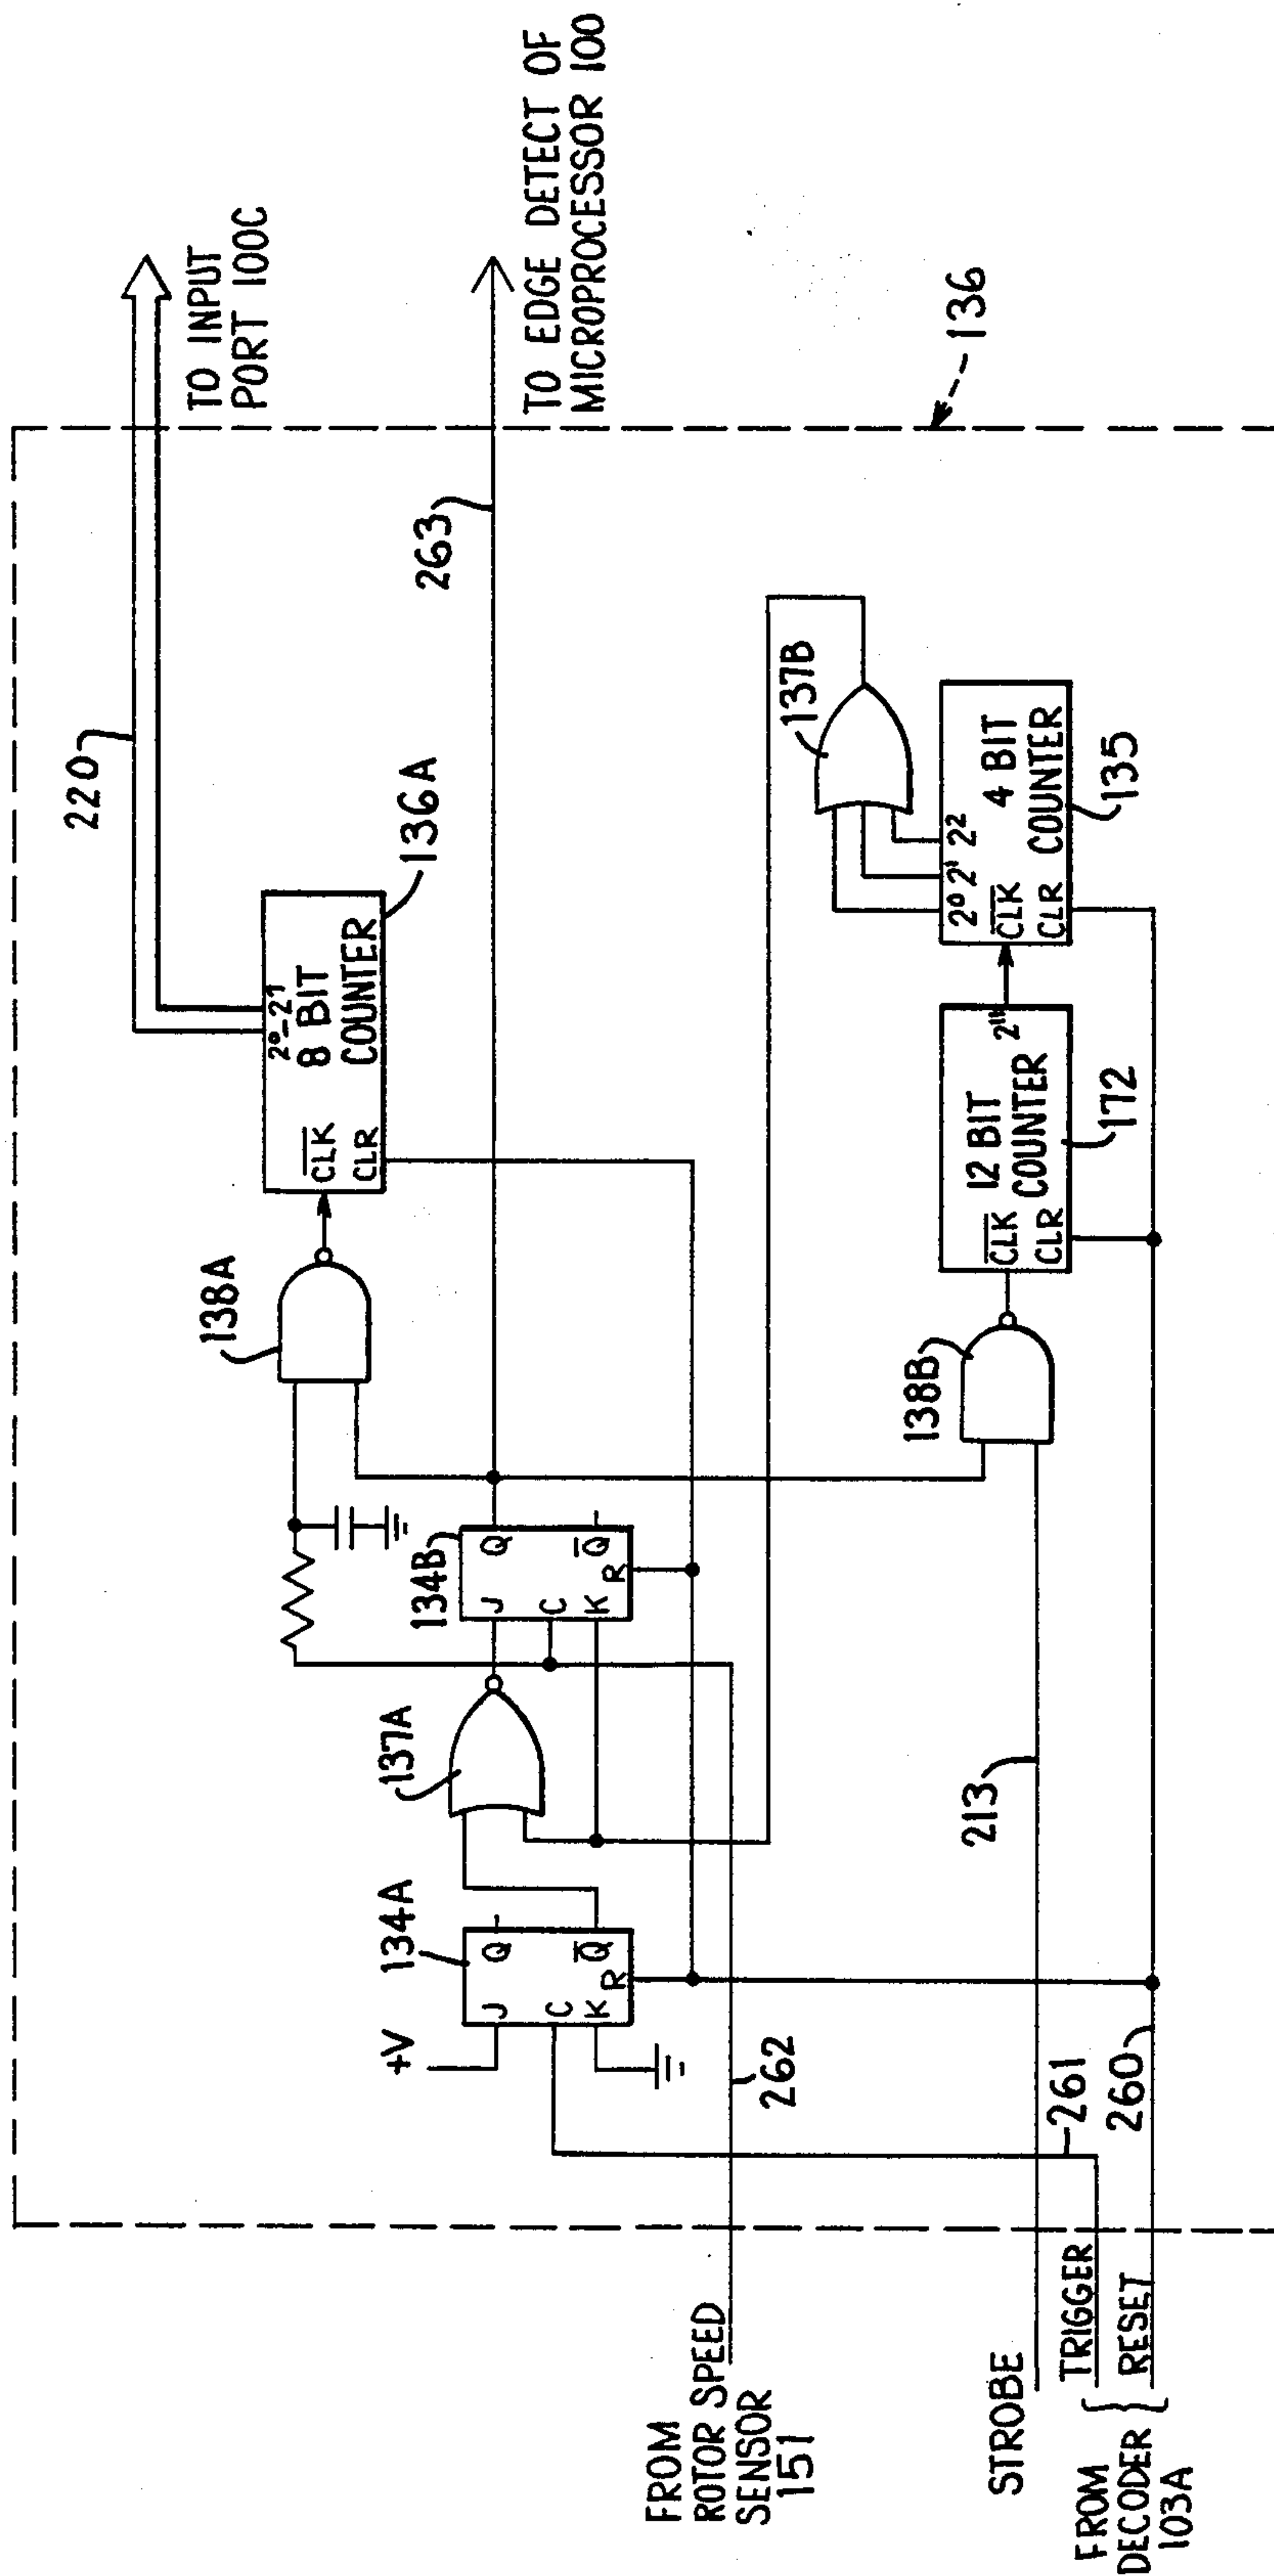 220
TO INPUT
PORT 100C
136A
2⁰-2⁷
8 BIT
COUNTER
CLK
CLR
138A
263
TO EDGE DETECT OF
MICROPROCESSOR 100
134B
J
C
K
Q
Q
R
137A
134A
+V
J
C
K
Q
Q
R
137B
136
2⁰ 2¹ 2²
4 BIT
COUNTER
CLK
CLR
135
2¹¹
12 BIT
COUNTER
CLK
CLR
172
138B
213
262
261
260
FROM
ROTOR SPEED
SENSOR
151
STROBE
TRIGGER
RESET
FROM
DECODER
103A